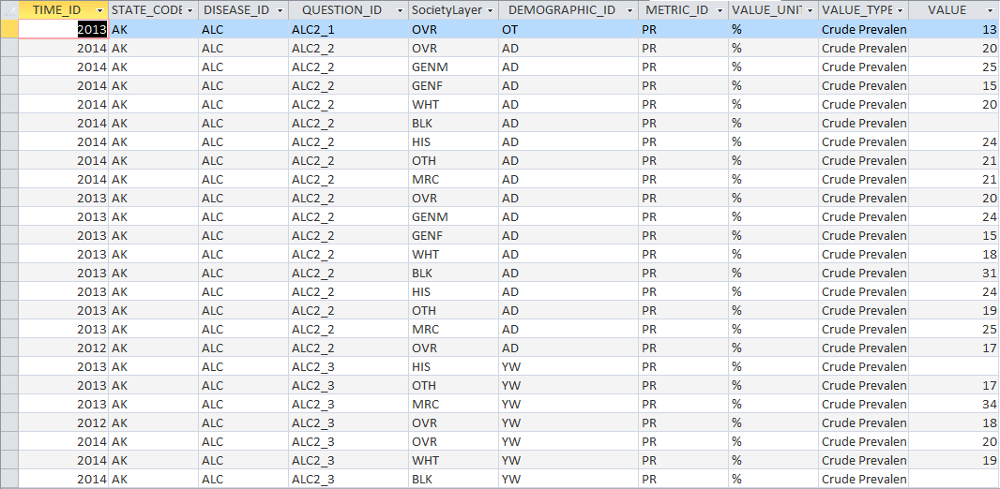 TIME_ID STATE_CODE DISEASE_ID QUESTION_ID SocietyLayer DEMOGRAPHIC_ID METRIC_ID VALUE_UNIT VALUE_TYPE VALUE
2013 AK ALC ALC2_1 OVR OT PR % Crude Prevalen 13
2014 AK ALC ALC2_2 OVR AD PR % Crude Prevalen 20
2014 AK ALC ALC2_2 GENM AD PR % Crude Prevalen 25
2014 AK ALC ALC2_2 GENF AD PR % Crude Prevalen 15
2014 AK ALC ALC2_2 WHT AD PR % Crude Prevalen 20
2014 AK ALC ALC2_2 BLK AD PR % Crude Prevalen
2014 AK ALC ALC2_2 HIS AD PR % Crude Prevalen 24
2014 AK ALC ALC2_2 OTH AD PR % Crude Prevalen 21
2014 AK ALC ALC2_2 MRC AD PR % Crude Prevalen 21
2013 AK ALC ALC2_2 OVR AD PR % Crude Prevalen 20
2013 AK ALC ALC2_2 GENM AD PR % Crude Prevalen 24
2013 AK ALC ALC2_2 GENF AD PR % Crude Prevalen 15
2013 AK ALC ALC2_2 WHT AD PR % Crude Prevalen 18
2013 AK ALC ALC2_2 BLK AD PR % Crude Prevalen 31
2013 AK ALC ALC2_2 HIS AD PR % Crude Prevalen 24
2013 AK ALC ALC2_2 OTH AD PR % Crude Prevalen 19
2013 AK ALC ALC2_2 MRC AD PR % Crude Prevalen 25
2012 AK ALC ALC2_2 OVR AD PR % Crude Prevalen 17
2013 AK ALC ALC2_3 HIS YW PR % Crude Prevalen
2013 AK ALC ALC2_3 OTH YW PR % Crude Prevalen 17
2013 AK ALC ALC2_3 MRC YW PR % Crude Prevalen 34
2012 AK ALC ALC2_3 OVR YW PR % Crude Prevalen 18
2014 AK ALC ALC2_3 OVR YW PR % Crude Prevalen 20
2014 AK ALC ALC2_3 WHT YW PR % Crude Prevalen 19
2014 AK ALC ALC2_3 BLK YW PR % Crude Prevalen